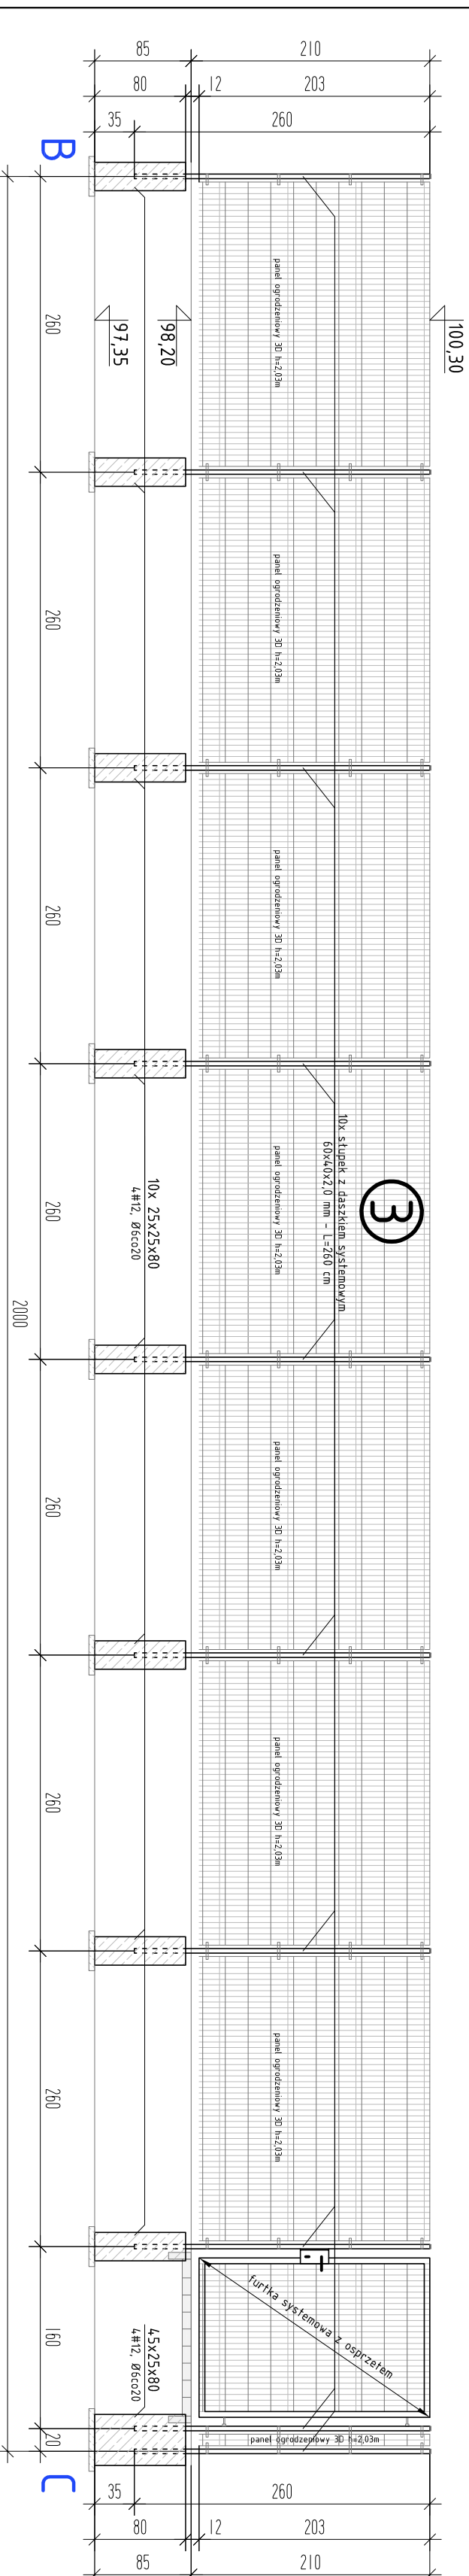 85
210
80
12
203
35
260
B
260
97,35
98,20
100,30
panel ogrodzeniowy 3D h=2,03m
260
panel ogrodzeniowy 3D h=2,03m
260
panel ogrodzeniowy 3D h=2,03m
260
panel ogrodzeniowy 3D h=2,03m
10x słupek z daszkiem systemowym
60x40x2,0 mm - L=260 cm
3
10x 25x25x80
4#12, Ø6co20
2000
260
panel ogrodzeniowy 3D h=2,03m
260
panel ogrodzeniowy 3D h=2,03m
260
panel ogrodzeniowy 3D h=2,03m
160
45x25x80
4#12, Ø6co20
furtka systemowa z osprzętem
20
panel ogrodzeniowy 3D h=2,03m
C
35
260
80
12
203
85
210